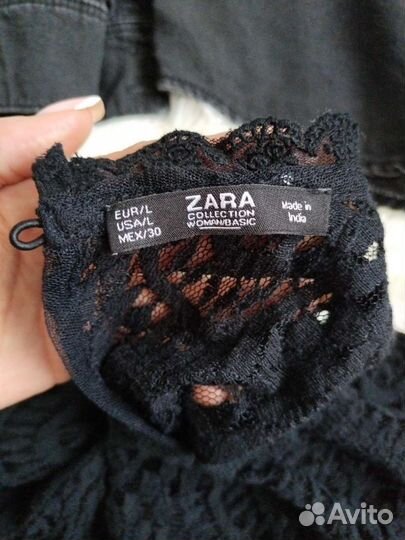 EUR/L
USA/L
MEX/30
ZARA
COLLECTION
WOMAN/BASIC
Made in
India
Avito